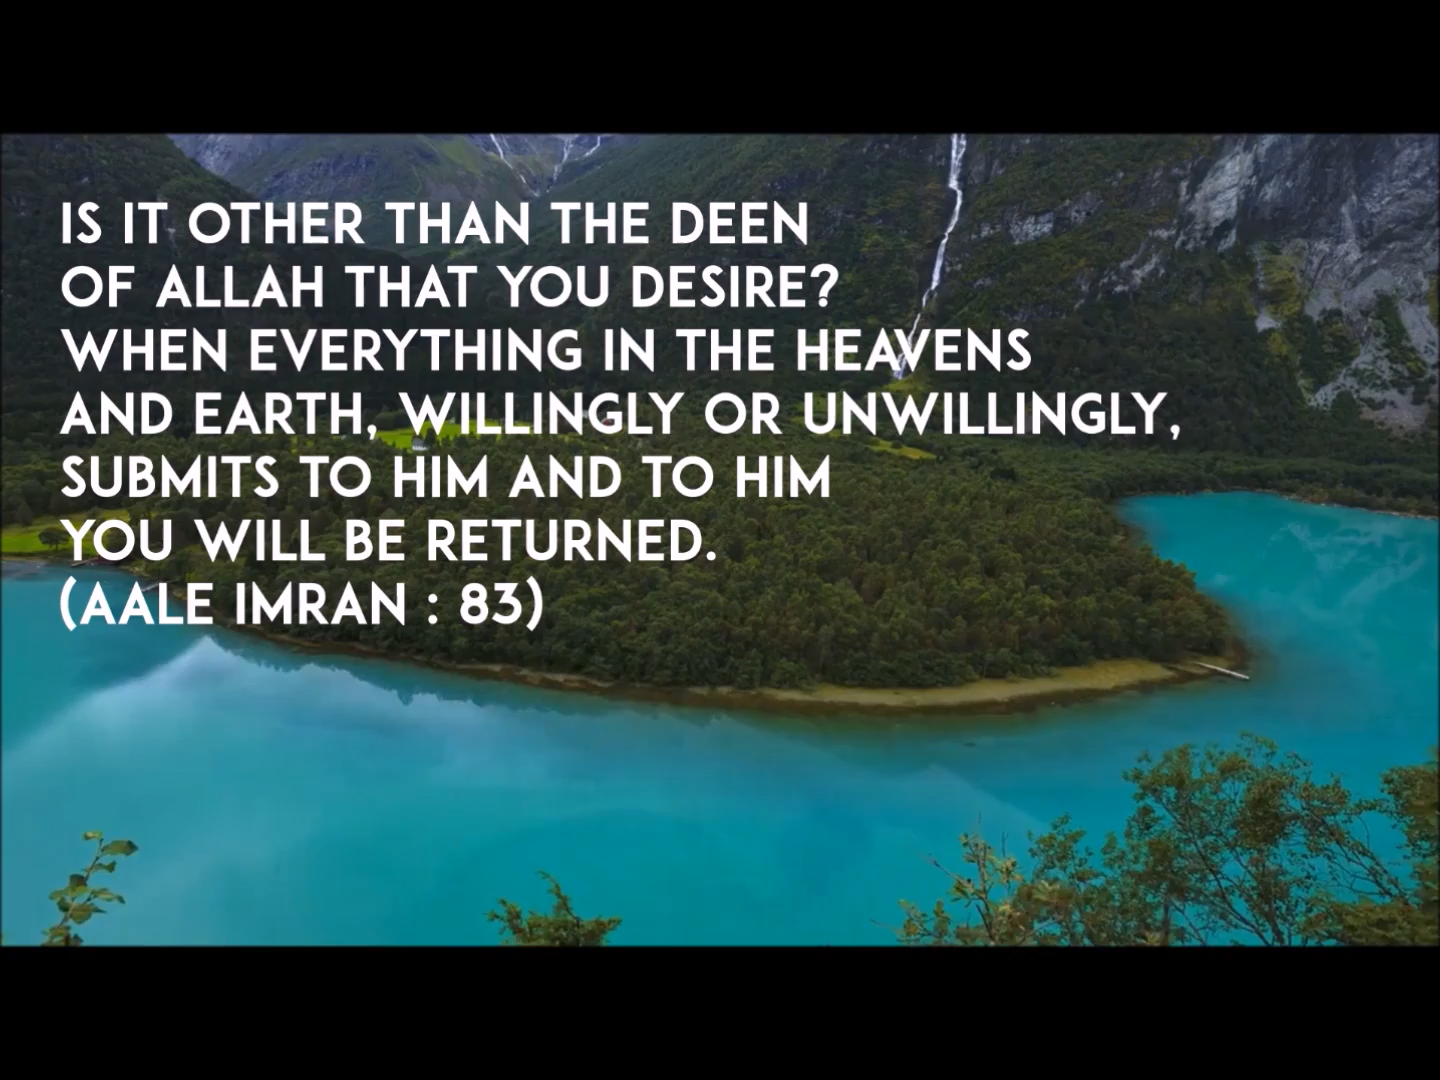 IS IT OTHER THAN THE DEEN
OF ALLAH THAT YOU DESIRE?
WHEN EVERYTHING IN THE HEAVENS
AND EARTH, WILLINGLY OR UNWILLINGLY,
SUBMITS TO HIM AND TO HIM
YOU WILL BE RETURNED.
(AALE IMRAN : 83)